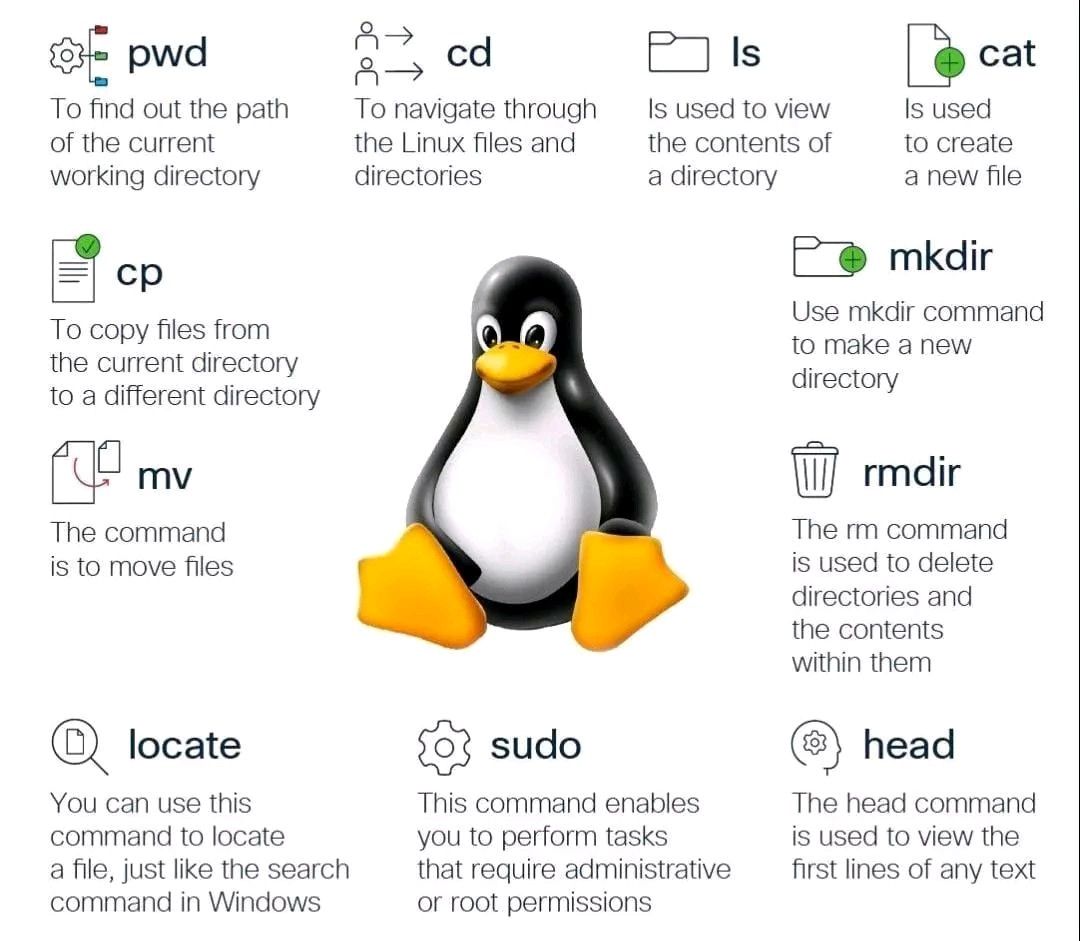 pwd
To find out the path
of the current
working directory
cd
To navigate through
the Linux files and
directories
ls
Is used to view
the contents of
a directory
cat
Is used
to create
a new file
cp
To copy files from
the current directory
to a different directory
mkdir
Use mkdir command
to make a new
directory
mv
The command
is to move files
rmdir
The rm command
is used to delete
directories and
the contents
within them
locate
You can use this
command to locate
a file, just like the search
command in Windows
sudo
This command enables
you to perform tasks
that require administrative
or root permissions
head
The head command
is used to view the
first lines of any text